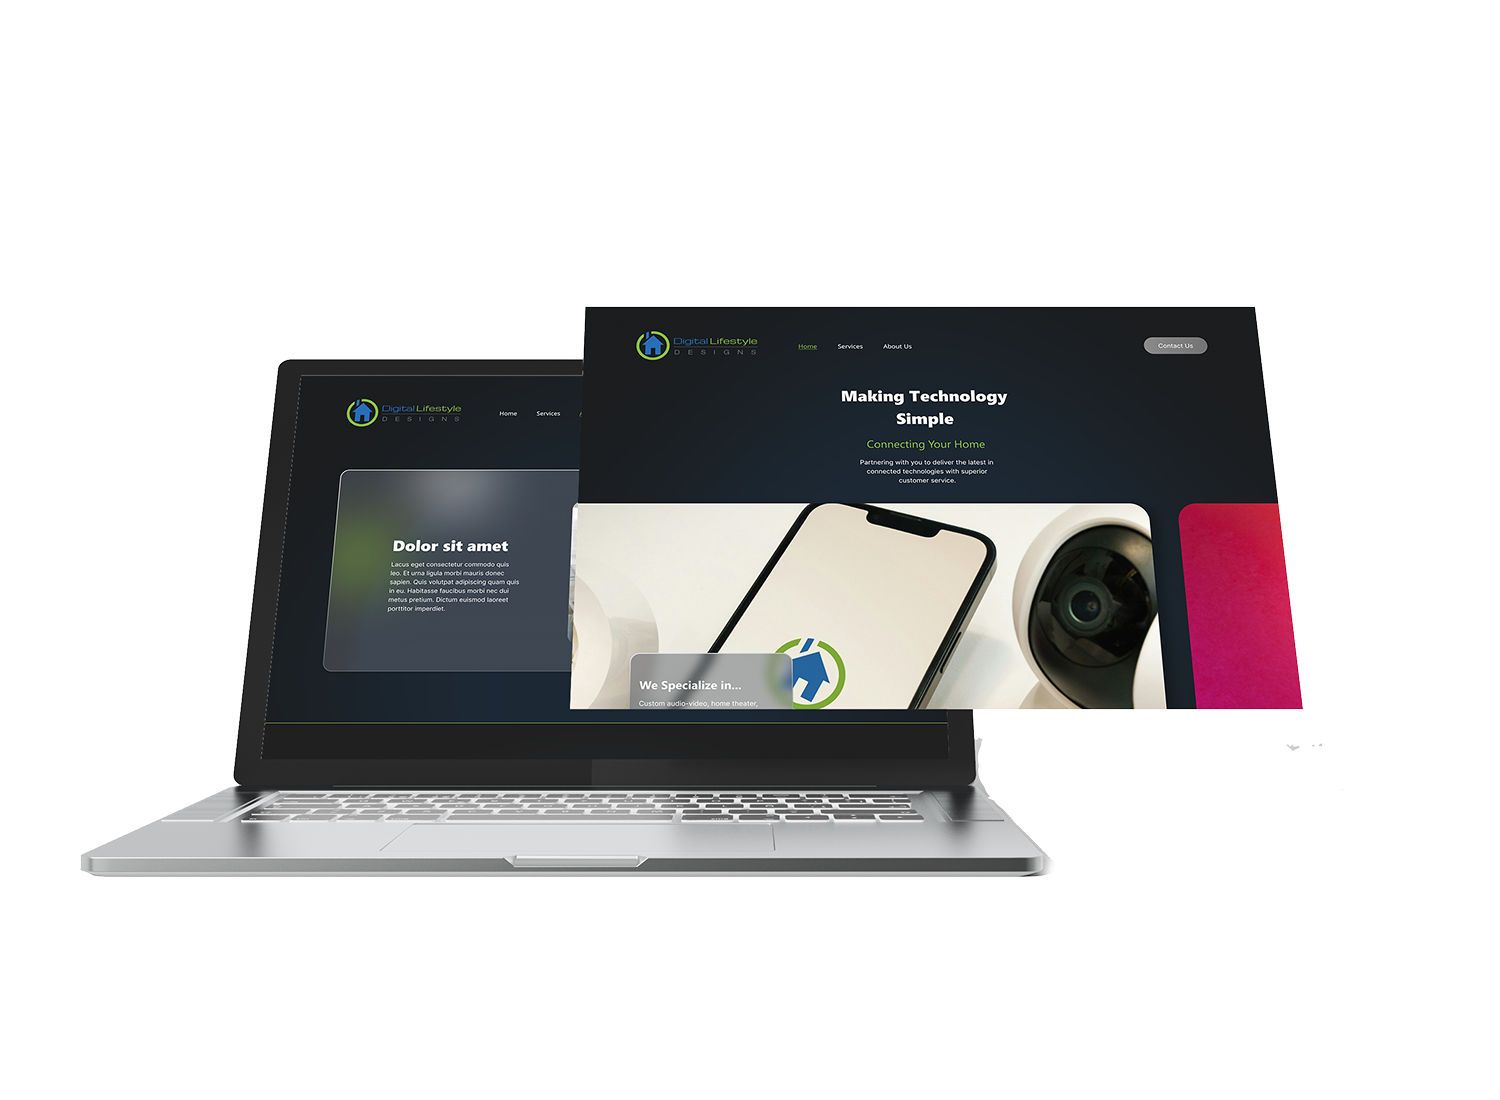 Digital Lifestyle
DESIGNS
Home Services
Dolor sit amet
Lacus eget consectetur commodo quis
leo. Et urna ligula morbi mauris donec
sapien. Quis volutpat adipiscing quam quis
in eu. Habitasse faucibus morbi nec dui
metus pretium. Dictum euismod laoreet
porttitor imperdiet.
Digital Lifestyle
DESIGNS
Home Services About Us
Contact Us
Making Technology
Simple
Connecting Your Home
Partnering with you to deliver the latest in
connected technologies with superior
customer service.
We Specialize in...
Custom audio-video, home theater,